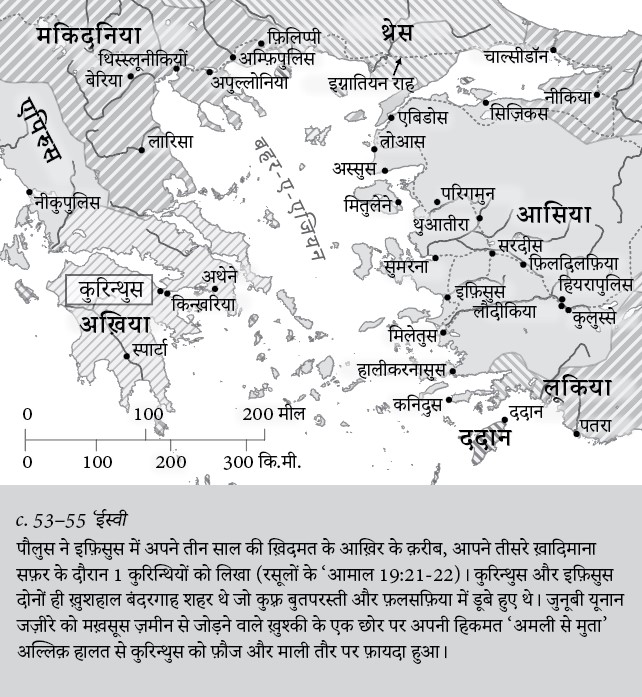 मकिदुनिया
थ्रेस
फ़िलिप्पी
थिस्स्लूनीकियों
अम्फ़िपुलिस
चाल्सीडॉन
बेरिया
अपुल्लोनिया
इग्नातियन राह
नीकिया
सिज़िकस
एबिडोस
एपिरुस
लारिसा
त्रोआस
बहर-ए-एजियन
अस्सुस
नीकुपुलिस
मितुलेने
परिगमुन
थुआतीरा
आसिया
सरदीस
सुमरना
फ़िलदिलफ़िया
कुरिन्थुस
अथेने
हियरापुलिस
किन्ख़रिया
इफ़िसुस
लौदीकिया
कुलुस्से
अखि़या
मिलेतुस
स्पार्टा
हालीकरनासुस
लूकिया
कनिदुस
ददान
ददान
पतरा
0 100 200 मील
0 100 200 300 कि.मी.
c. 53–55 ‘ईस्वी
पौलुस ने इफ़िसुस में अपने तीन साल की ख़िदमत के आख़िर के क़रीब, आपने तीसरे ख़ादिमाना
सफ़र के दौरान 1 कुरिन्थियों को लिखा (रसूलों के ‘आमाल 19:21-22)। कुरिन्थुस और इफ़िसुस
दोनों ही ख़ुशहाल बंदरगाह शहर थे जो कुफ़्र बुतपरस्ती और फ़लसफ़िया में डूबे हुए थे। जुनूबी यूनान
जज़ीरे को मख़सूस ज़मीन से जोड़ने वाले ख़ुश्की के एक छोर पर अपनी हिकमत ‘अमली से मुता’
अल्लिक़ हालत से कुरिन्थुस को फ़ौज और माली तौर पर फ़ायदा हुआ।